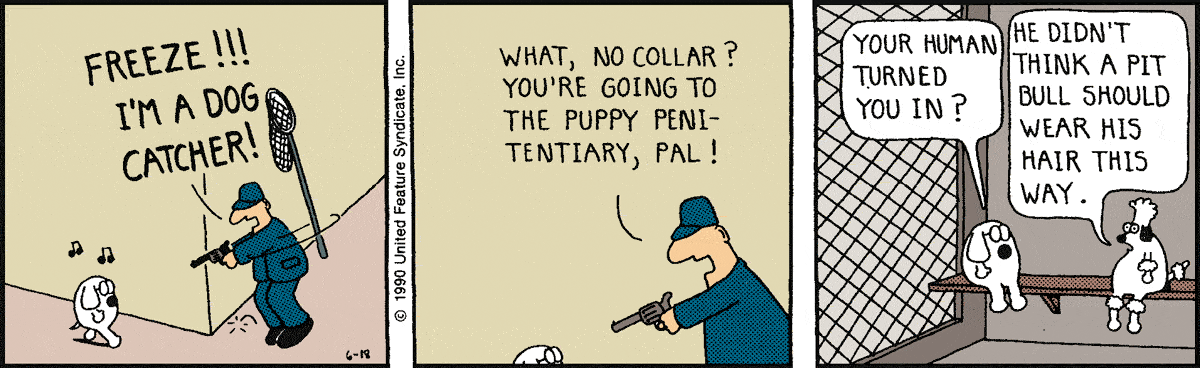 FREEZE!!!
I'M A DOG
CATCHER!
6-18
© 1990 United Feature Syndicate, Inc.
WHAT, NO COLLAR?
YOU'RE GOING TO
THE PUPPY PENI-
TENTIARY, PAL!
YOUR HUMAN
TURNED
YOU IN?
HE DIDN'T
THINK A PIT
BULL SHOULD
WEAR HIS
HAIR THIS
WAY.